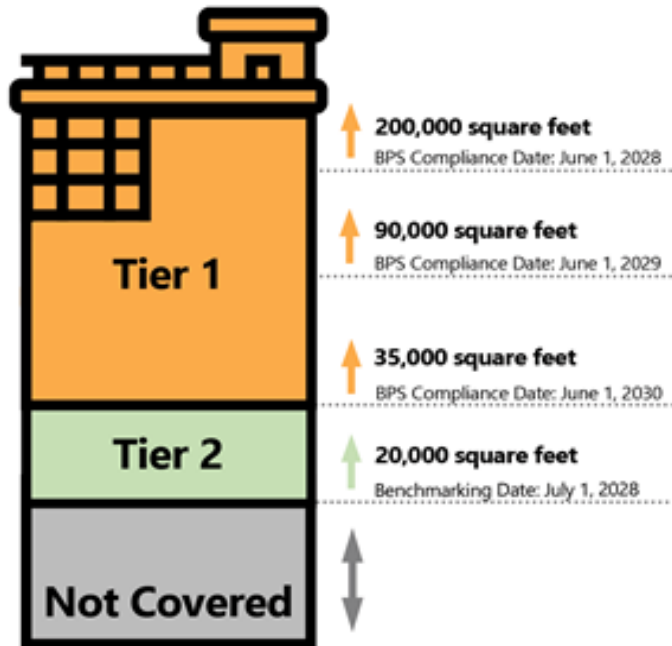 200,000 square feet
BPS Compliance Date: June 1, 2028
90,000 square feet
BPS Compliance Date: June 1, 2029
Tier 1
35,000 square feet
BPS Compliance Date: June 1, 2030
Tier 2
20,000 square feet
Benchmarking Date: July 1, 2028
Not Covered